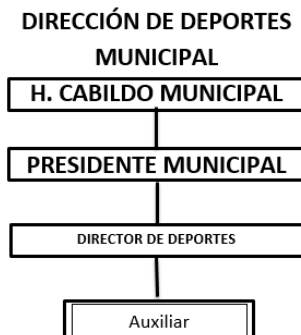 DIRECCIÓN DE DEPORTES
MUNICIPAL
H. CABILDO MUNICIPAL
PRESIDENTE MUNICIPAL
DIRECTOR DE DEPORTES
Auxiliar